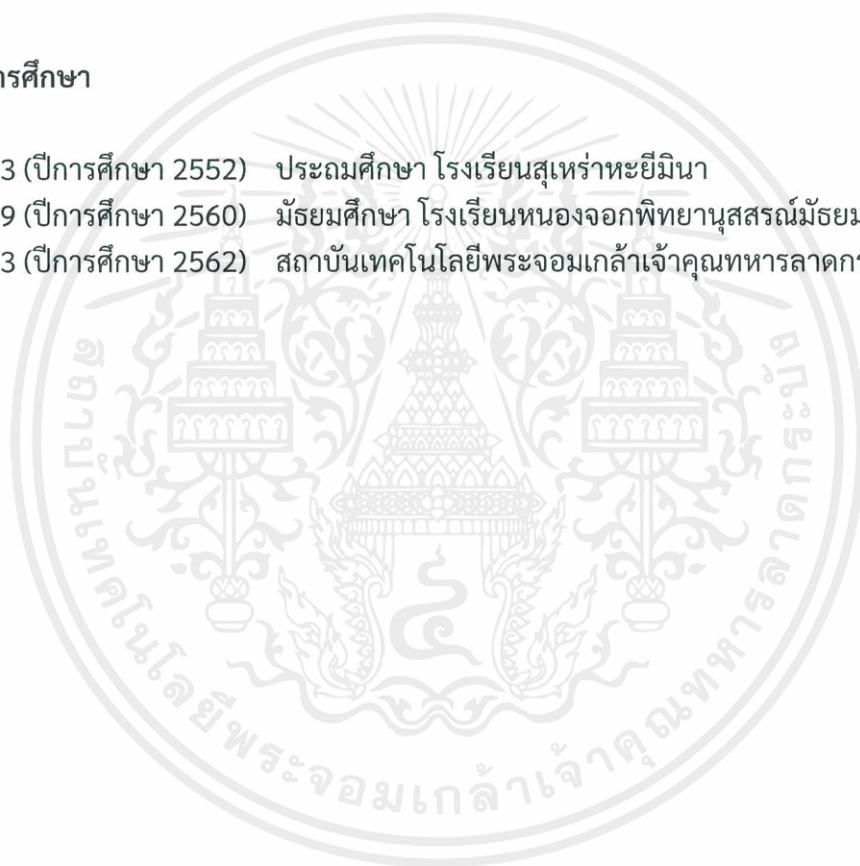 ารศึกษา
3 (ปีการศึกษา 2552) ประถมศึกษา โรงเรียนสุเหร่าหะยีมินา
9 (ปีการศึกษา 2560) มัธยมศึกษา โรงเรียนหนองจอกพิทยานุสสรณ์มัธยม
3 (ปีการศึกษา 2562) สถาบันเทคโนโลยีพระจอมเกล้าเจ้าคุณทหารลาดกร
สถาบันเทคโนโลยีพระจอมเกล้าเจ้าคุณทหารลาดกระบัง
๔